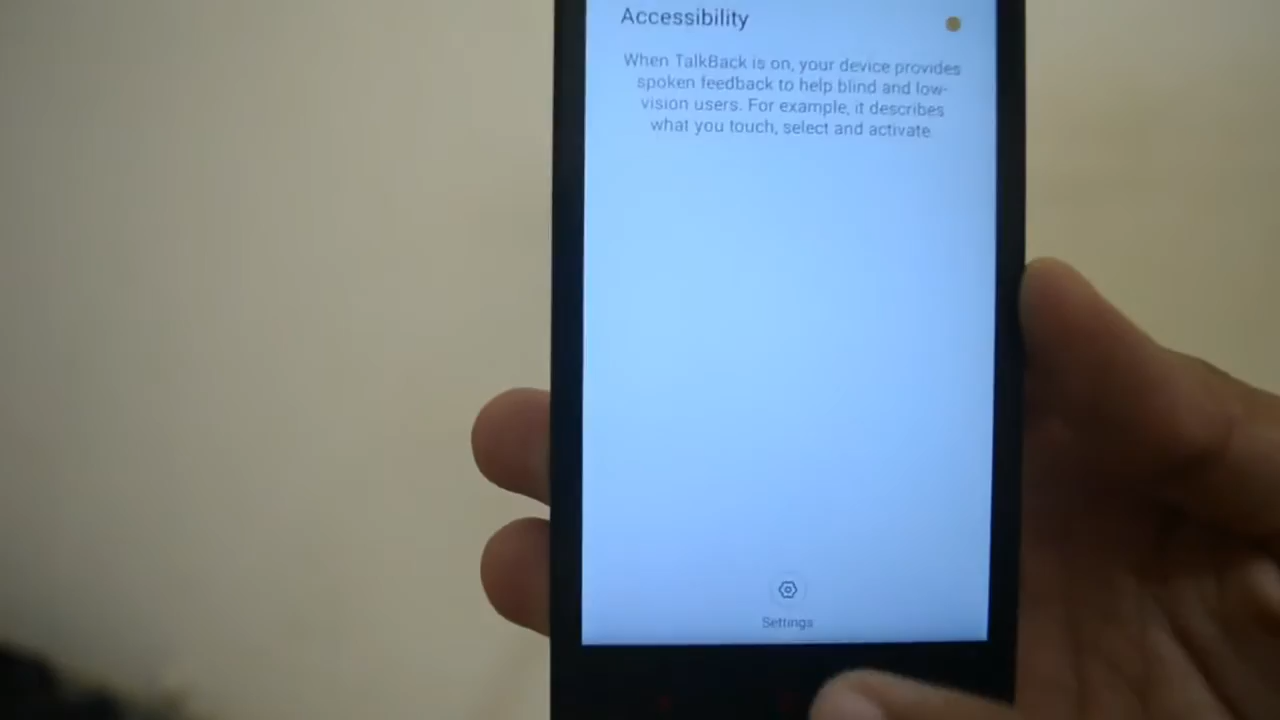 Accessibility
When TalkBack is on, your device provides
spoken feedback to help blind and low-
vision users. For example, it describes
what you touch, select and activate
Settings